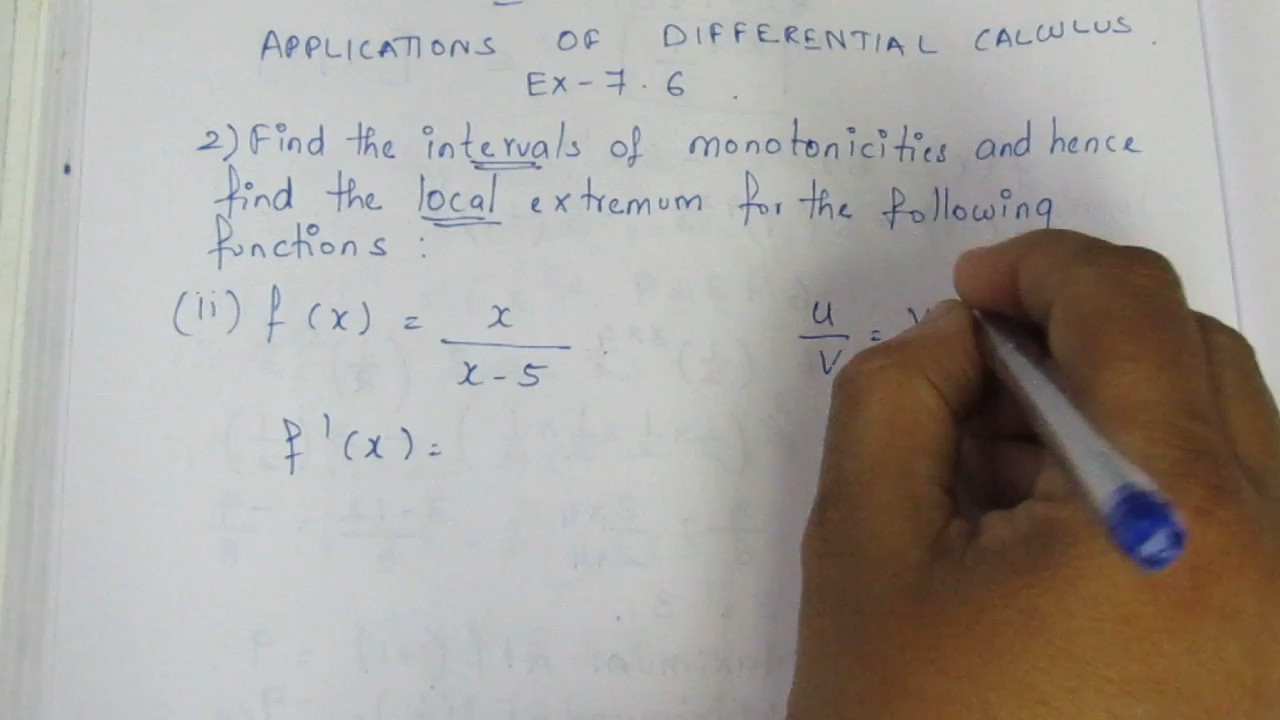 APPLICATIONS OF DIFFERENTIAL CALCULUS.
EX-7.6.
2) Find the intervals of monotonicities and hence
find the local extremum for the following
functions :
(ii) f(x) = x / x-5
u/v = v
f'(x) =